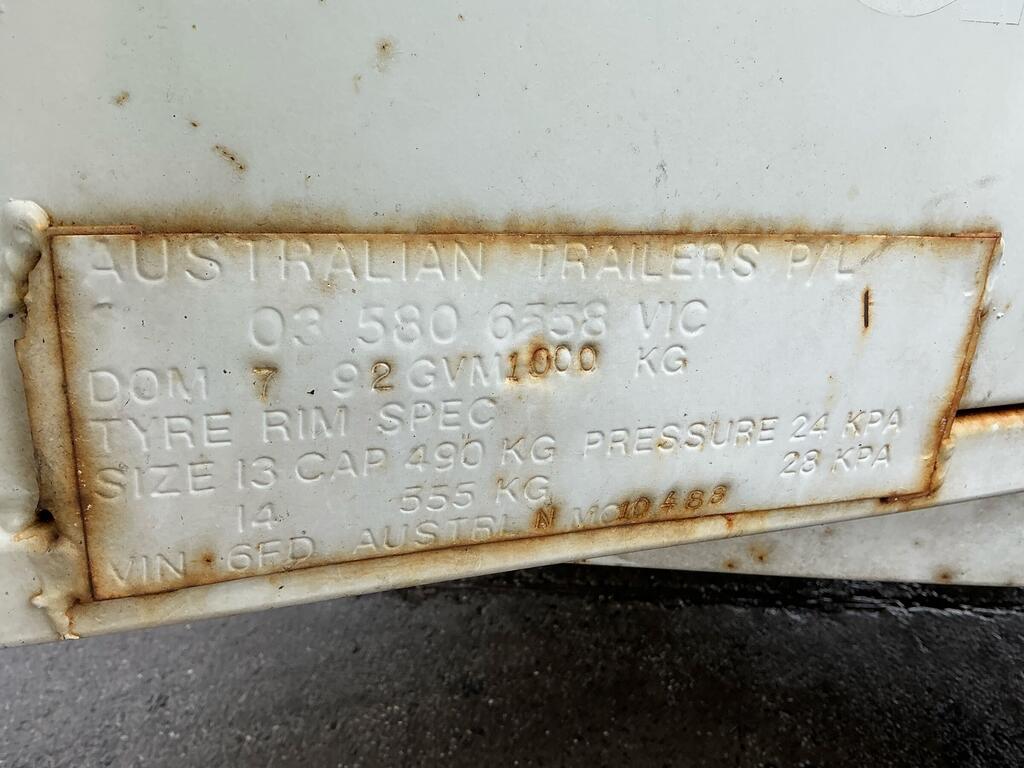 AUSTRALIAN TRAILERS P/L
03 580 6558 VIC
DOM 7 92 GVM 1000 KG
TYRE RIM SPEC
SIZE 13 CAP 490 KG PRESSURE 24 KPA
14 555 KG 28 KPA
VIN 6FD AUSTRL N MC10488